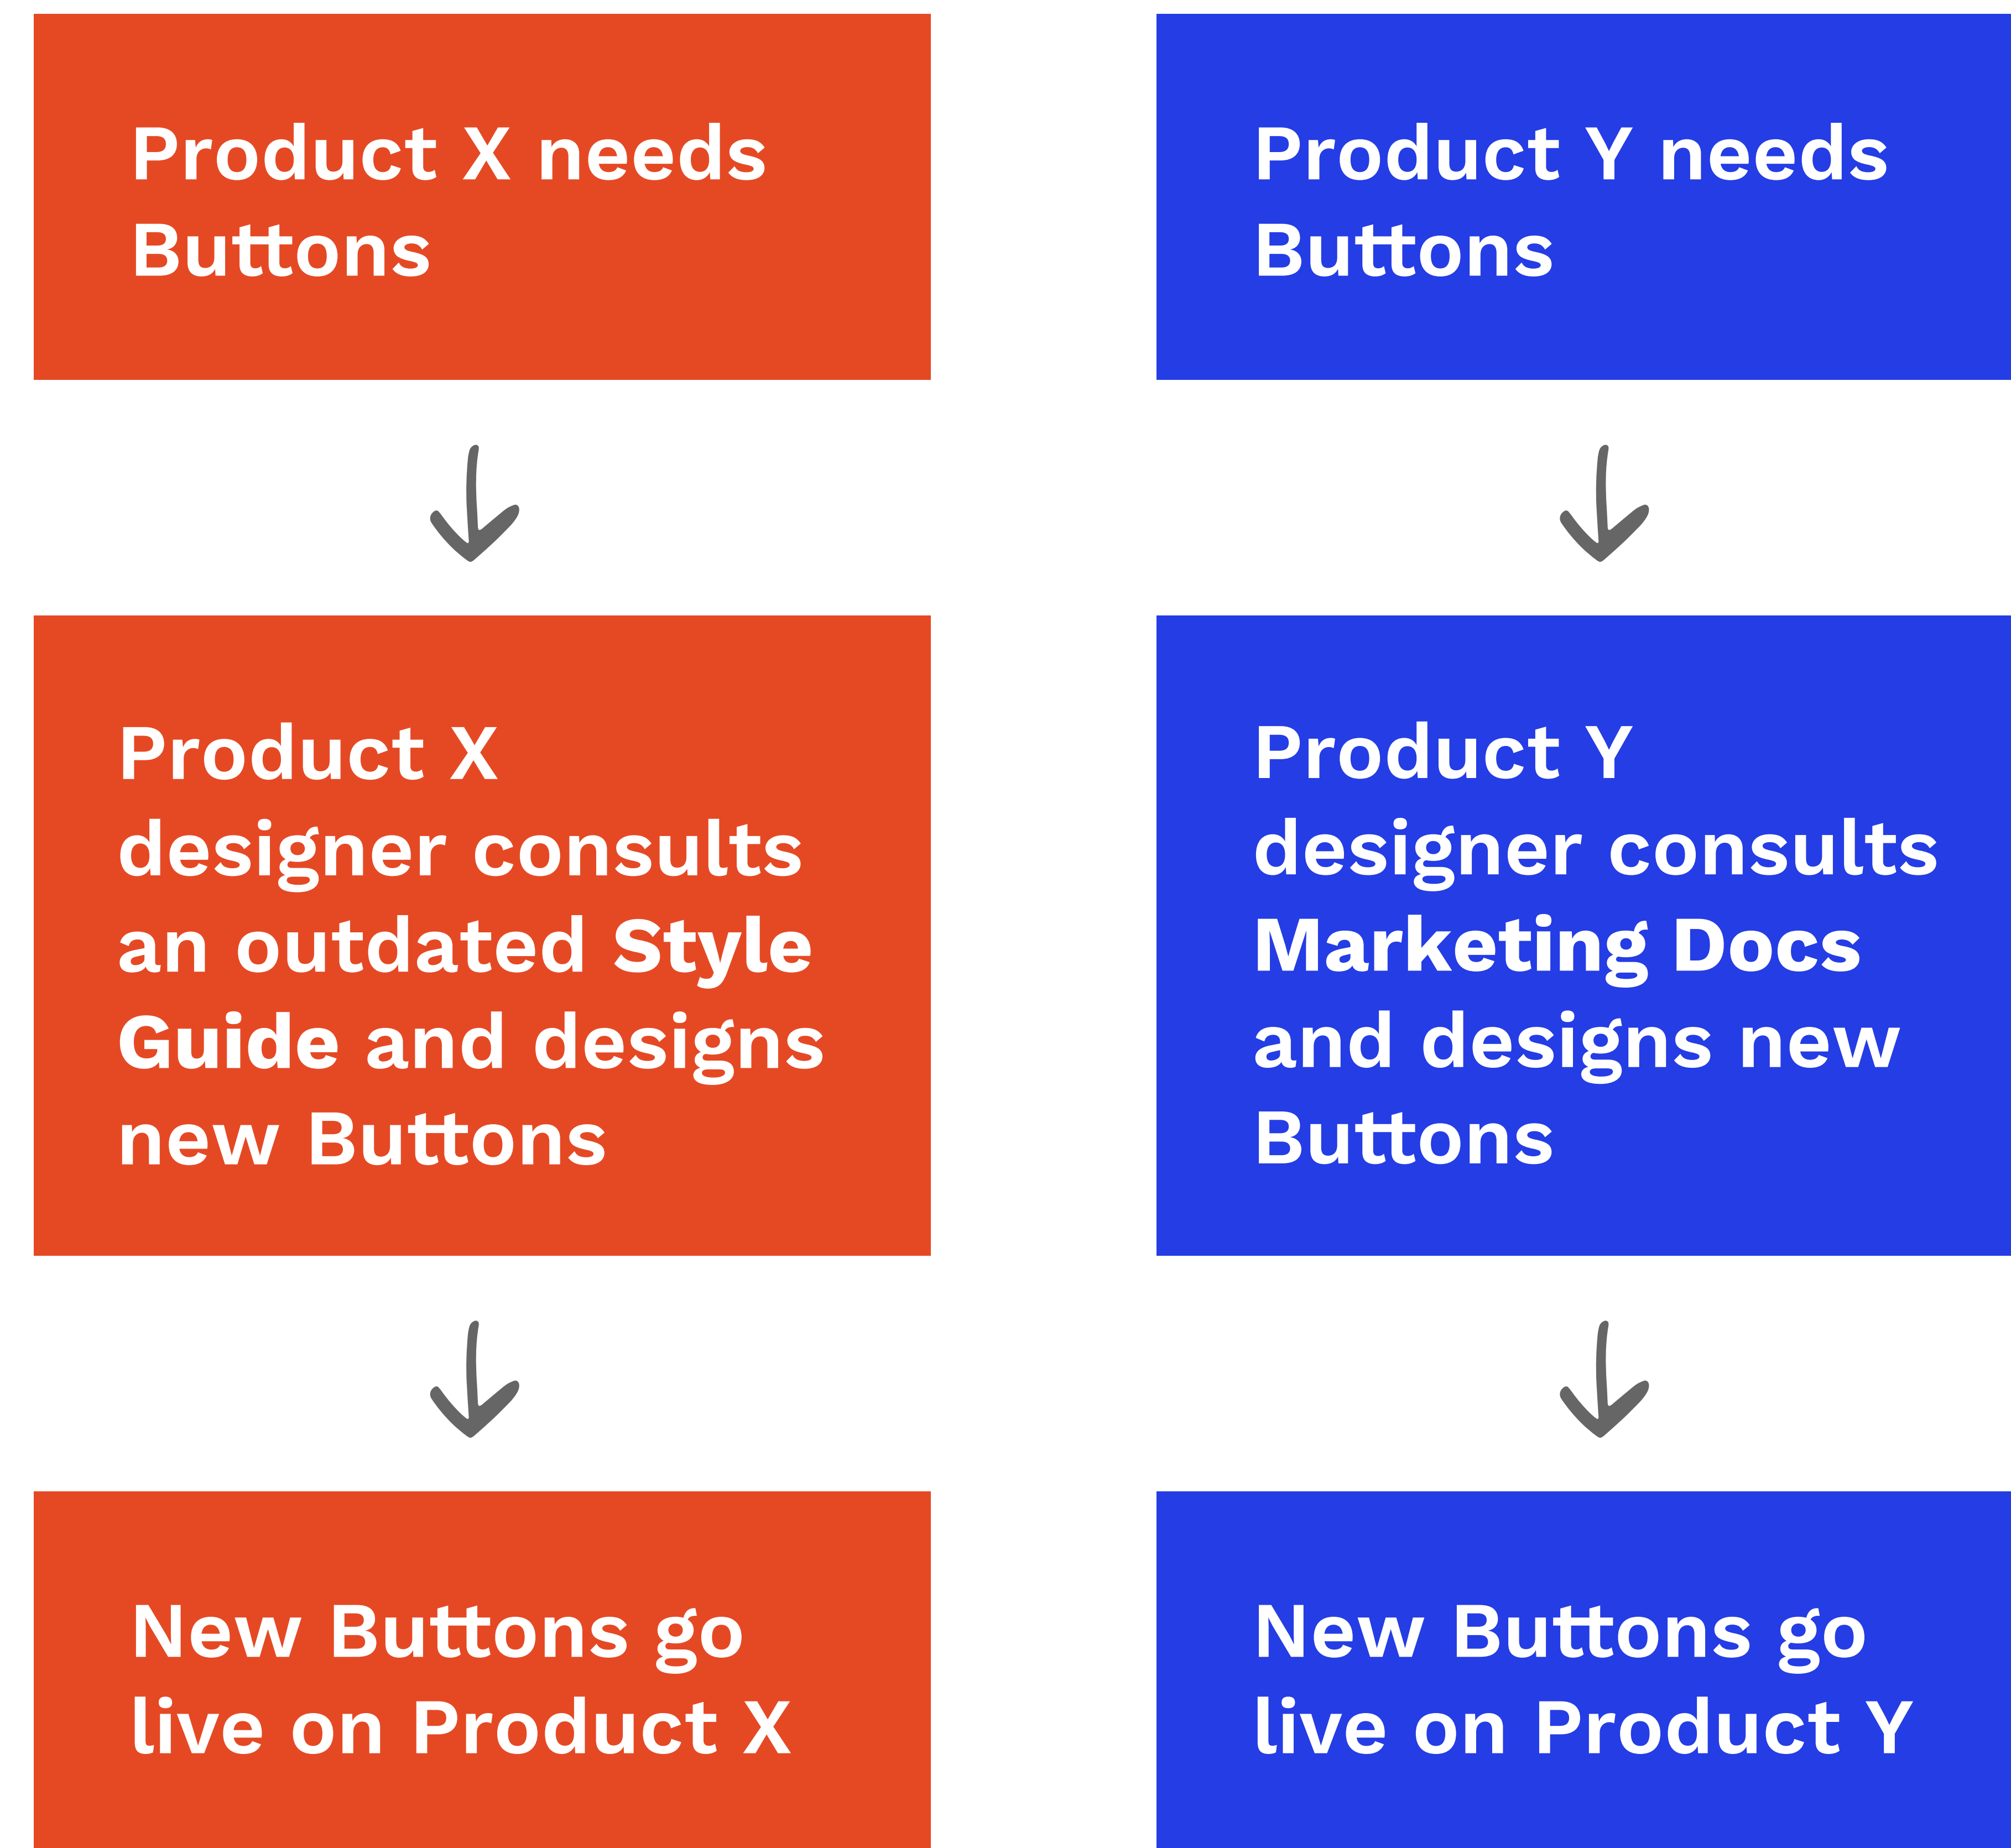 Product X needs
Buttons
Product Y needs
Buttons
Product X
designer consults
an outdated Style
Guide and designs
new Buttons
Product Y
designer consults
Marketing Docs
and designs new
Buttons
New Buttons go
live on Product X
New Buttons go
live on Product Y